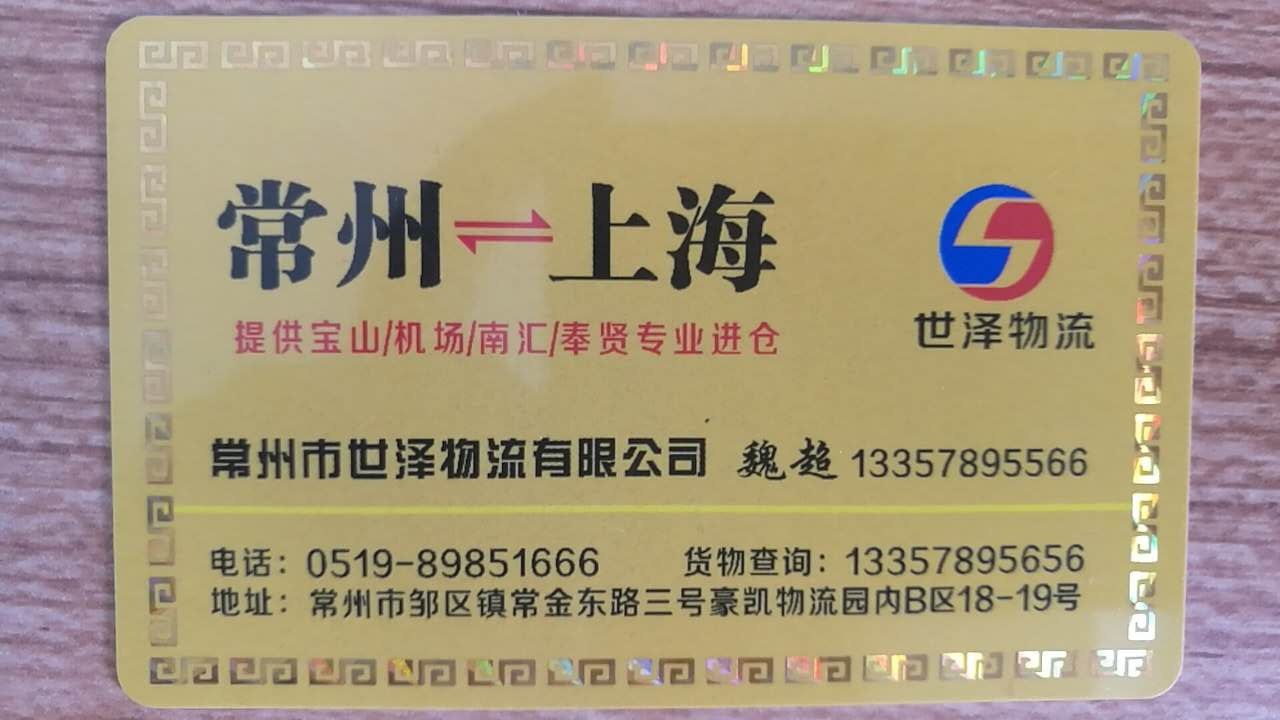 常州⇌上海
提供宝山/机场/南汇/奉贤专业进仓
世泽物流
常州市世泽物流有限公司 魏超 13357895566
电话：0519-89851666 货物查询：13357895656
地址：常州市邹区镇常金东路三号豪凯物流园内B区18-19号